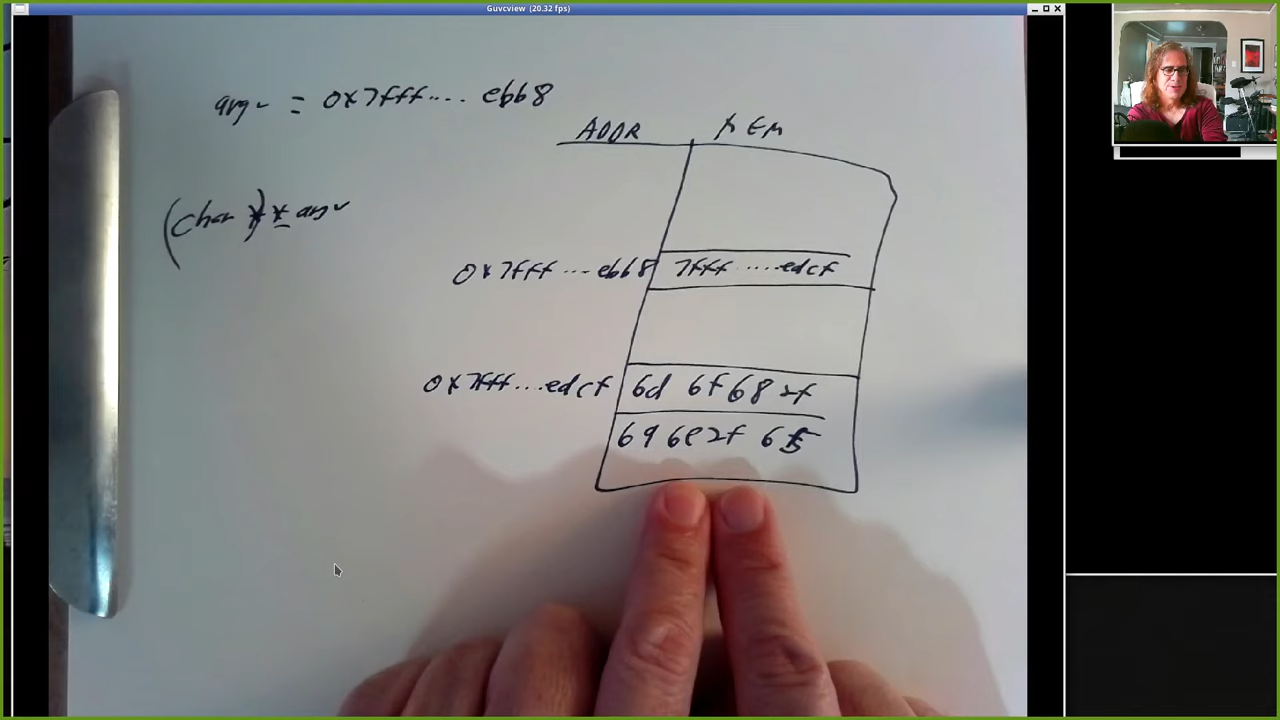 Guvcview (20.32 fps)
argv = 0x7fff.... ebb8
ADDR MEM
(char *)* argv
0x7fff...ebb8 7fff .....edcf
0x7fff...edcf 6d 6f 68 2f
69 6e 2f 65